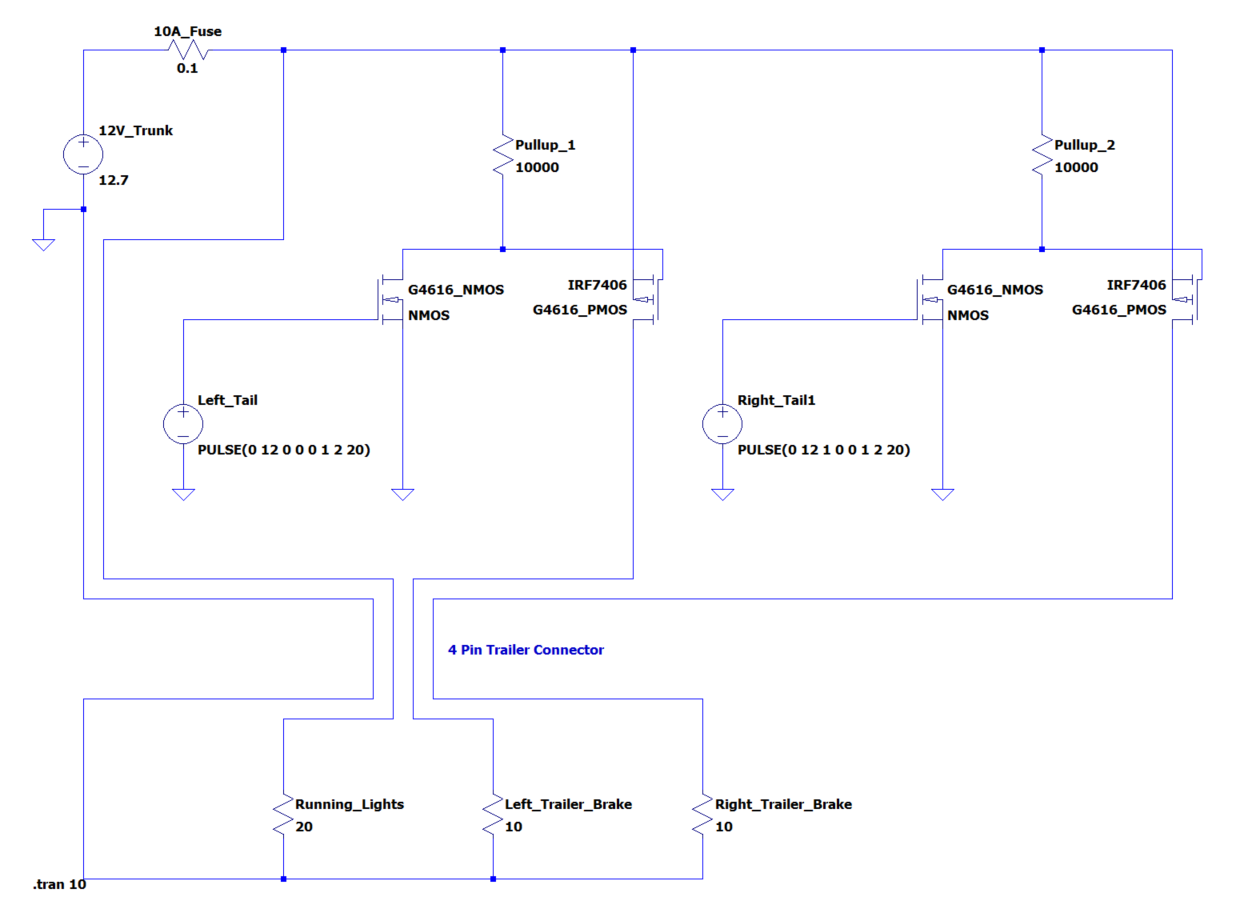 10A_Fuse
0.1
12V_Trunk
12.7
Pullup_1
10000
Pullup_2
10000
G4616_NMOS
NMOS
IRF7406
G4616_PMOS
G4616_NMOS
NMOS
IRF7406
G4616_PMOS
Left_Tail
PULSE(0 12 0 0 0 1 2 20)
Right_Tail1
PULSE(0 12 1 0 0 1 2 20)
4 Pin Trailer Connector
Running_Lights
20
Left_Trailer_Brake
10
Right_Trailer_Brake
10
.tran 10